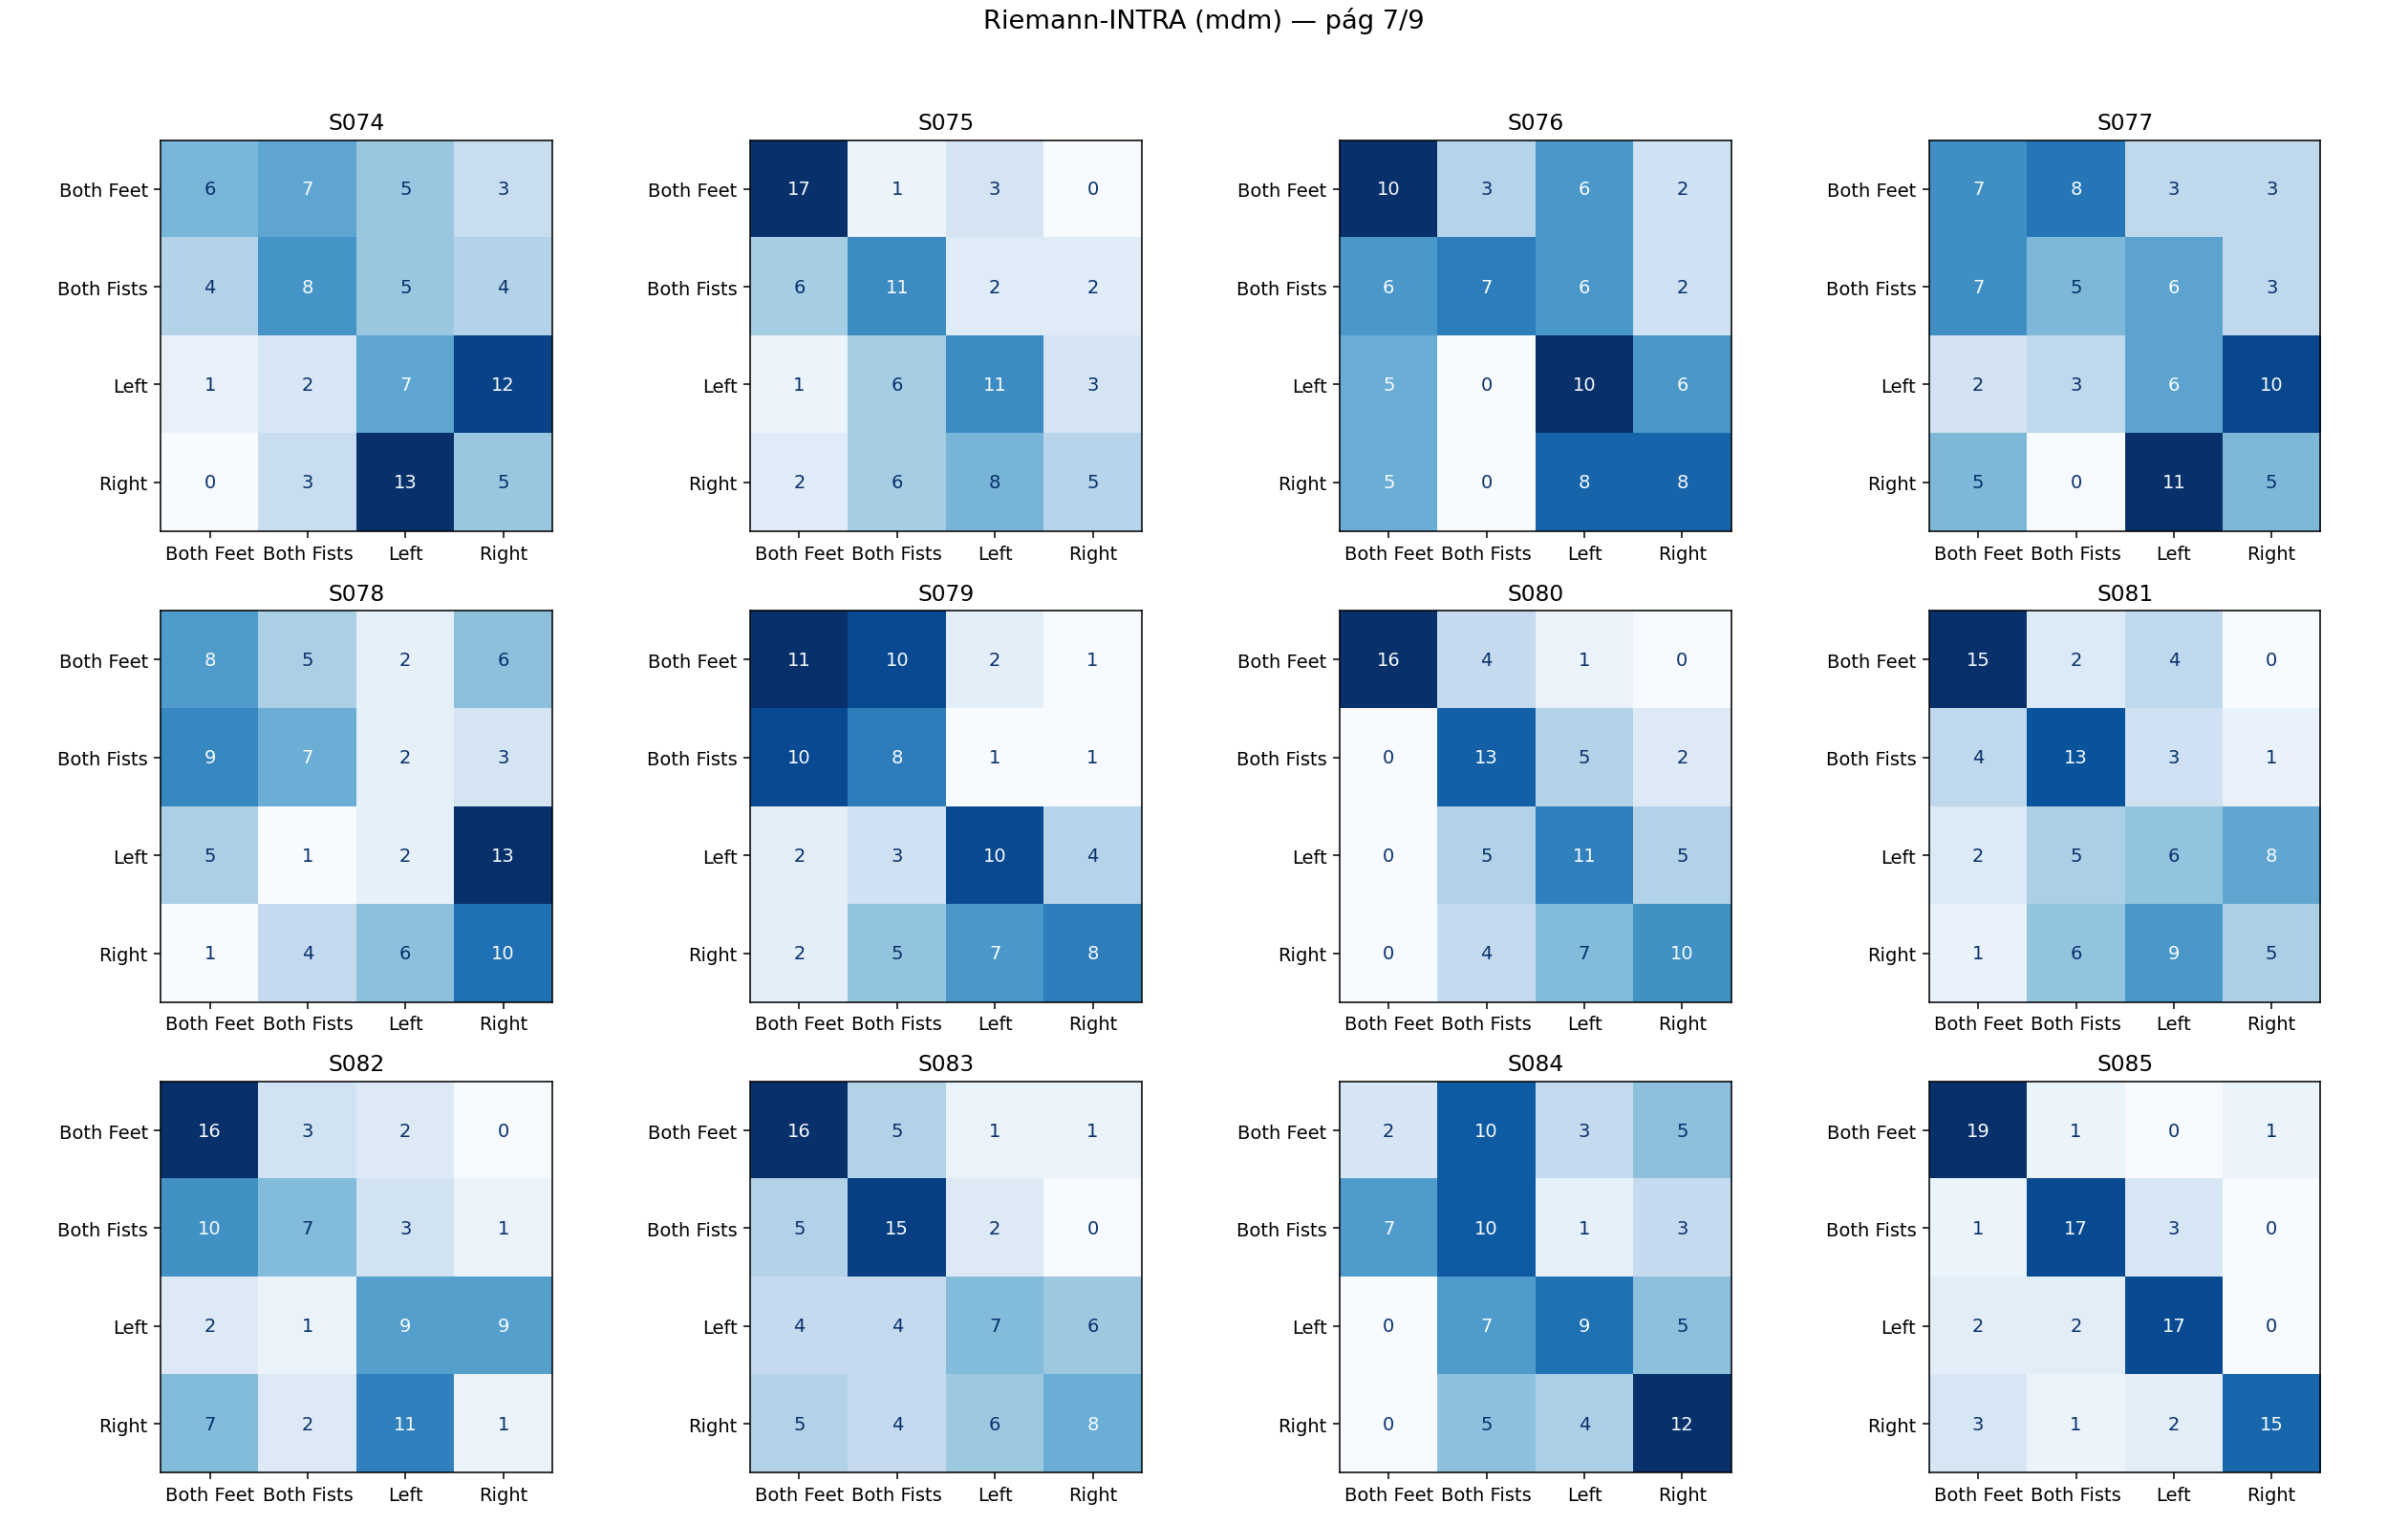 Riemann-INTRA (mdm) — pág 7/9
S074 S075 S076 S077
Both Feet 6 7 5 3 Both Feet 17 1 3 0 Both Feet 10 3 6 2 Both Feet 7 8 3 3
Both Fists 4 8 5 4 Both Fists 6 11 2 2 Both Fists 6 7 6 2 Both Fists 7 5 6 3
Left 1 2 7 12 Left 1 6 11 3 Left 5 0 10 6 Left 2 3 6 10
Right 0 3 13 5 Right 2 6 8 5 Right 5 0 8 8 Right 5 0 11 5
Both Feet Both Fists Left Right Both Feet Both Fists Left Right Both Feet Both Fists Left Right Both Feet Both Fists Left Right
S078 S079 S080 S081
Both Feet 8 5 2 6 Both Feet 11 10 2 1 Both Feet 16 4 1 0 Both Feet 15 2 4 0
Both Fists 9 7 2 3 Both Fists 10 8 1 1 Both Fists 0 13 5 2 Both Fists 4 13 3 1
Left 5 1 2 13 Left 2 3 10 4 Left 0 5 11 5 Left 2 5 6 8
Right 1 4 6 10 Right 2 5 7 8 Right 0 4 7 10 Right 1 6 9 5
Both Feet Both Fists Left Right Both Feet Both Fists Left Right Both Feet Both Fists Left Right Both Feet Both Fists Left Right
S082 S083 S084 S085
Both Feet 16 3 2 0 Both Feet 16 5 1 1 Both Feet 2 10 3 5 Both Feet 19 1 0 1
Both Fists 10 7 3 1 Both Fists 5 15 2 0 Both Fists 7 10 1 3 Both Fists 1 17 3 0
Left 2 1 9 9 Left 4 4 7 6 Left 0 7 9 5 Left 2 2 17 0
Right 7 2 11 1 Right 5 4 6 8 Right 0 5 4 12 Right 3 1 2 15
Both Feet Both Fists Left Right Both Feet Both Fists Left Right Both Feet Both Fists Left Right Both Feet Both Fists Left Right